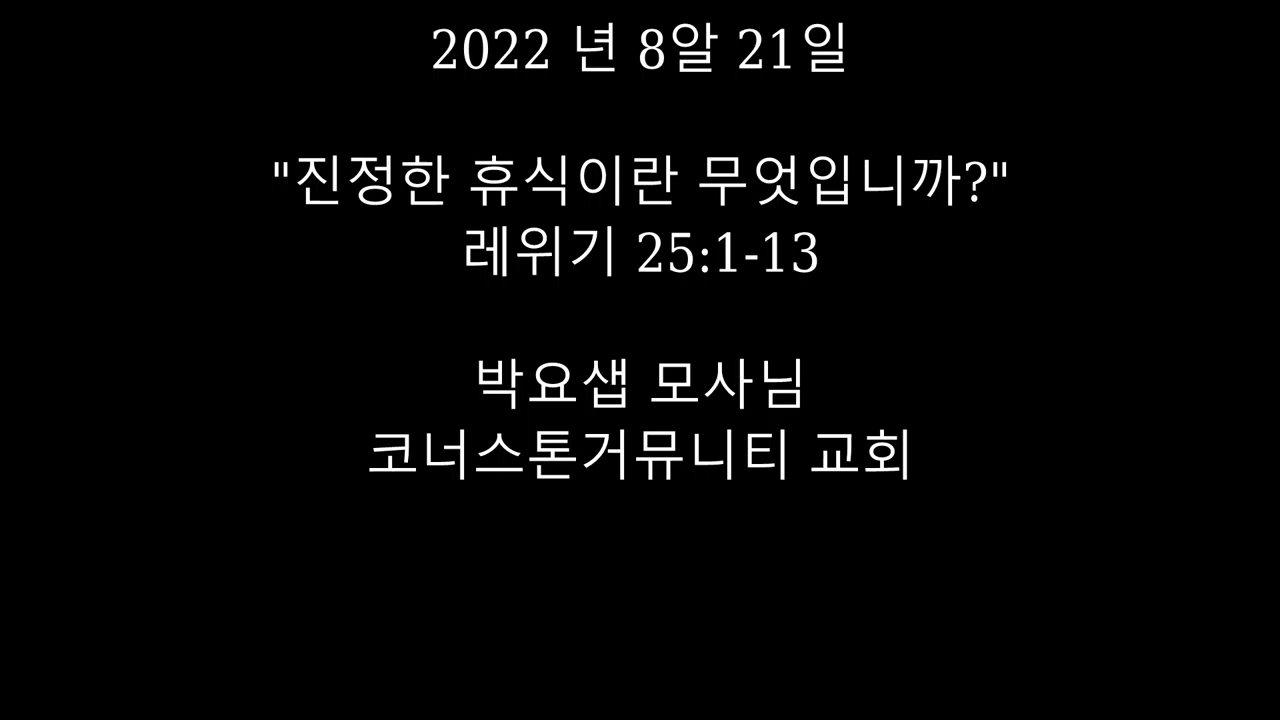 2022 년 8알 21일
"진정한 휴식이란 무엇입니까?"
레위기 25:1-13
박요샙 모사님
코너스톤거뮤니티 교회